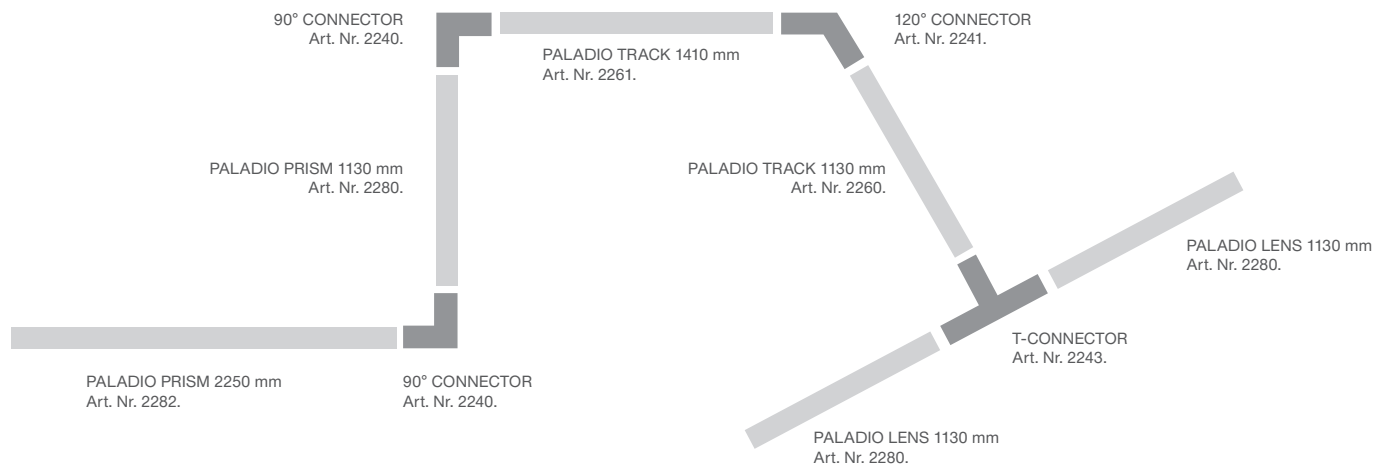 90° CONNECTOR
Art. Nr. 2240.
PALADIO TRACK 1410 mm
Art. Nr. 2261.
120° CONNECTOR
Art. Nr. 2241.
PALADIO PRISM 1130 mm
Art. Nr. 2280.
PALADIO TRACK 1130 mm
Art. Nr. 2260.
PALADIO LENS 1130 mm
Art. Nr. 2280.
T-CONNECTOR
Art. Nr. 2243.
PALADIO PRISM 2250 mm
Art. Nr. 2282.
90° CONNECTOR
Art. Nr. 2240.
PALADIO LENS 1130 mm
Art. Nr. 2280.